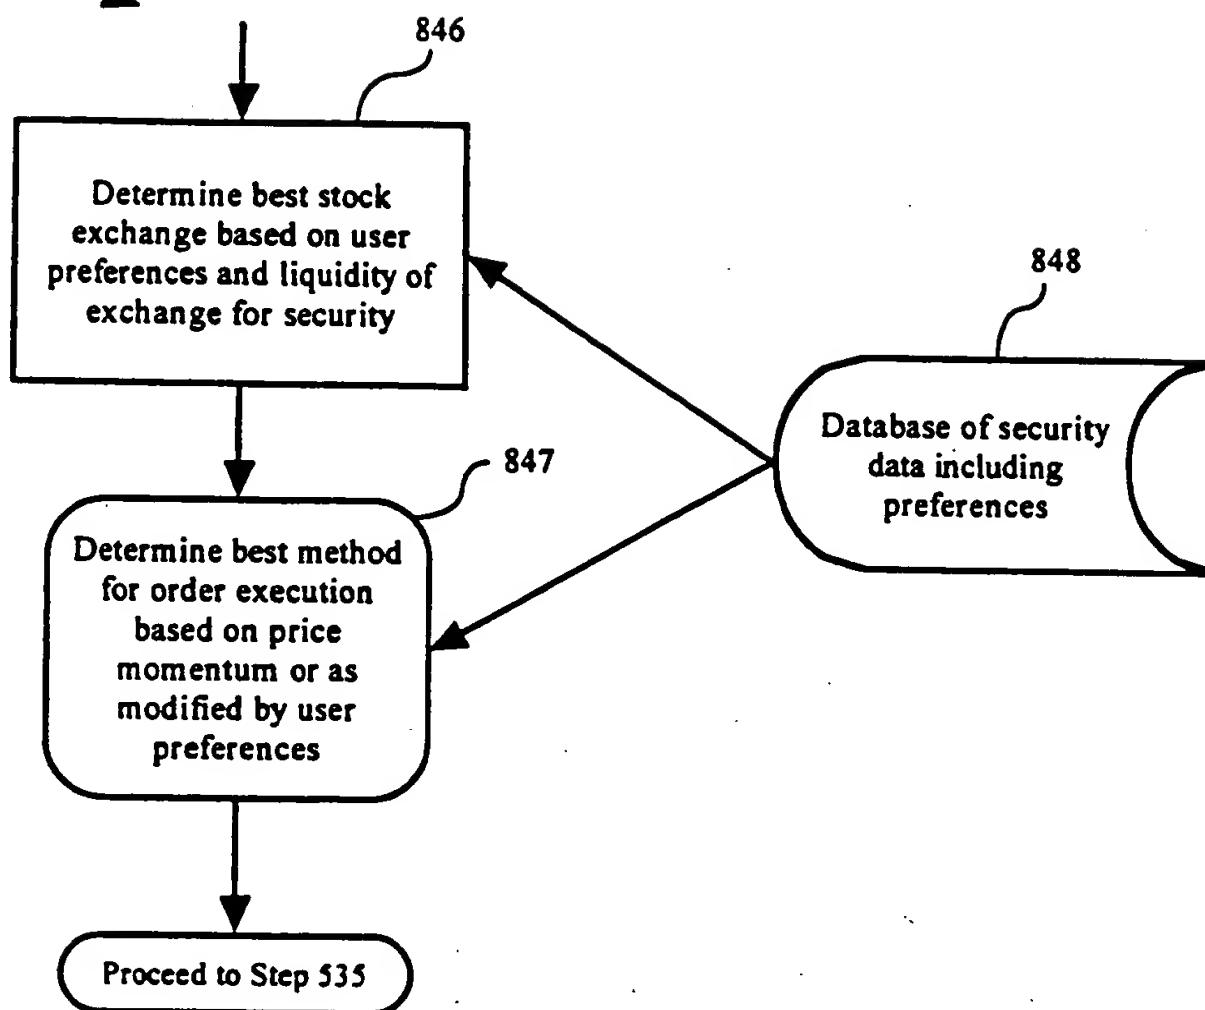 846
Determine best stock
exchange based on user
preferences and liquidity of
exchange for security
848
Database of security
data including
preferences
847
Determine best method
for order execution
based on price
momentum or as
modified by user
preferences
Proceed to Step 535